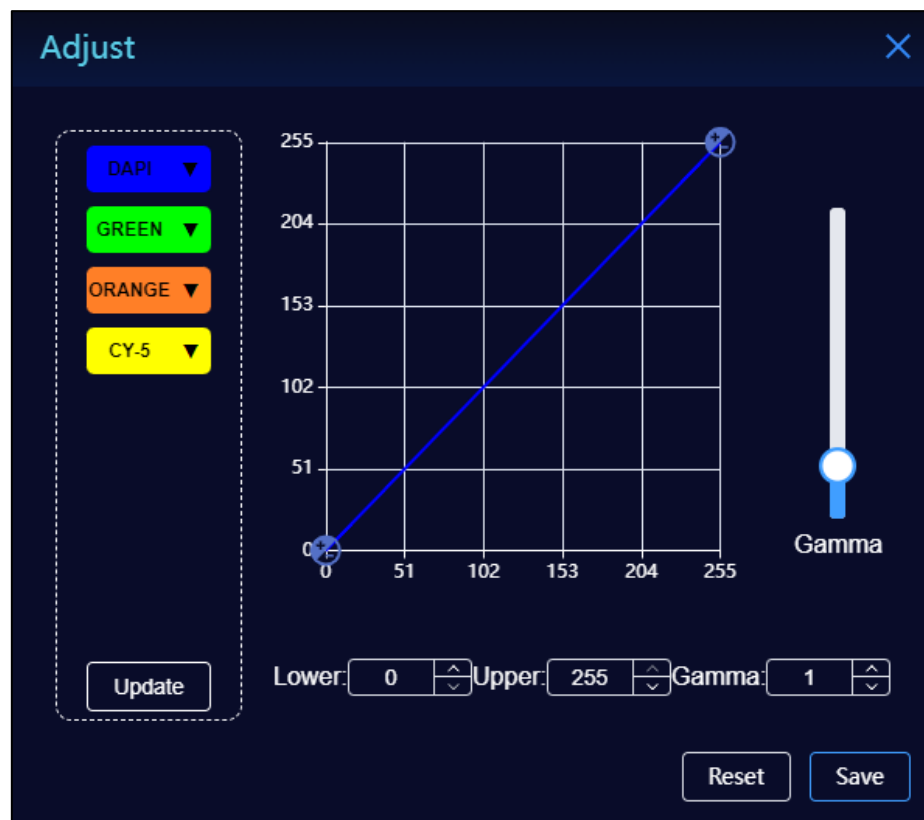 Adjust
DAPI
GREEN
ORANGE
CY-5
Update
255
204
153
102
51
0
0 51 102 153 204 255
Gamma
Lower: 0 Upper: 255 Gamma: 1
Reset Save